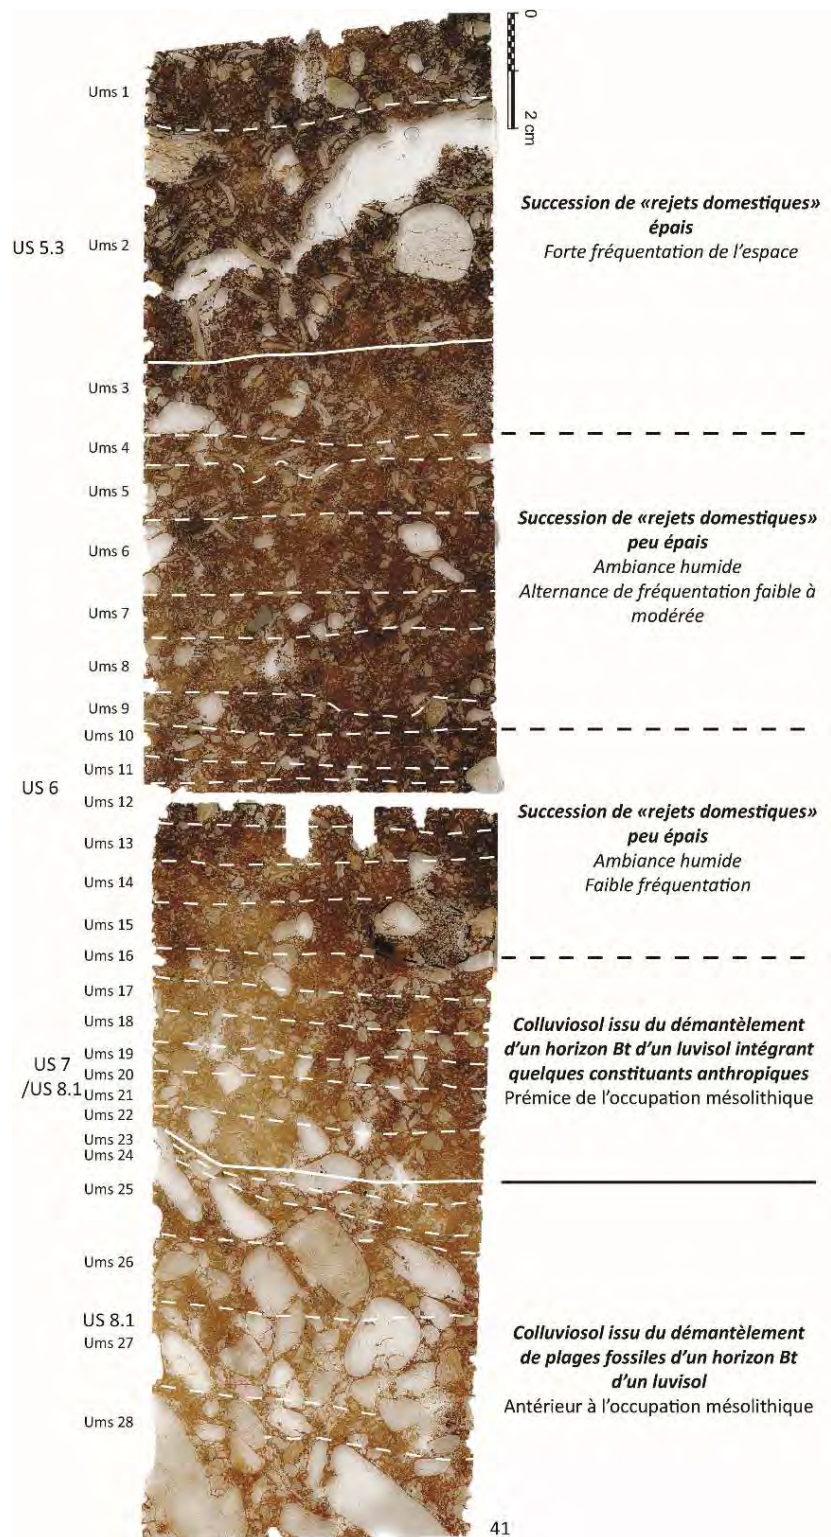 0
2 cm
Ums 1
Succession de «rejets domestiques»
épais
Forte fréquentation de l'espace
US 5.3
Ums 2
Ums 3
Ums 4
Ums 5
Succession de «rejets domestiques»
peu épais
Ambiance humide
Alternance de fréquentation faible à
modérée
Ums 6
Ums 7
Ums 8
Ums 9
Ums 10
Ums 11
US 6
Ums 12
Succession de «rejets domestiques»
peu épais
Ambiance humide
Faible fréquentation
Ums 13
Ums 14
Ums 15
Ums 16
Ums 17
Ums 18
Colluviosol issu du démantèlement
d'un horizon Bt d'un luvisol intégrant
quelques constituants anthropiques
Prémice de l'occupation mésolithique
Ums 19
US 7
/US 8.1
Ums 20
Ums 21
Ums 22
Ums 23
Ums 24
Ums 25
Ums 26
US 8.1
Ums 27
Colluviosol issu du démantèlement
de plages fossiles d'un horizon Bt
d'un luvisol
Antérieur à l'occupation mésolithique
Ums 28
41